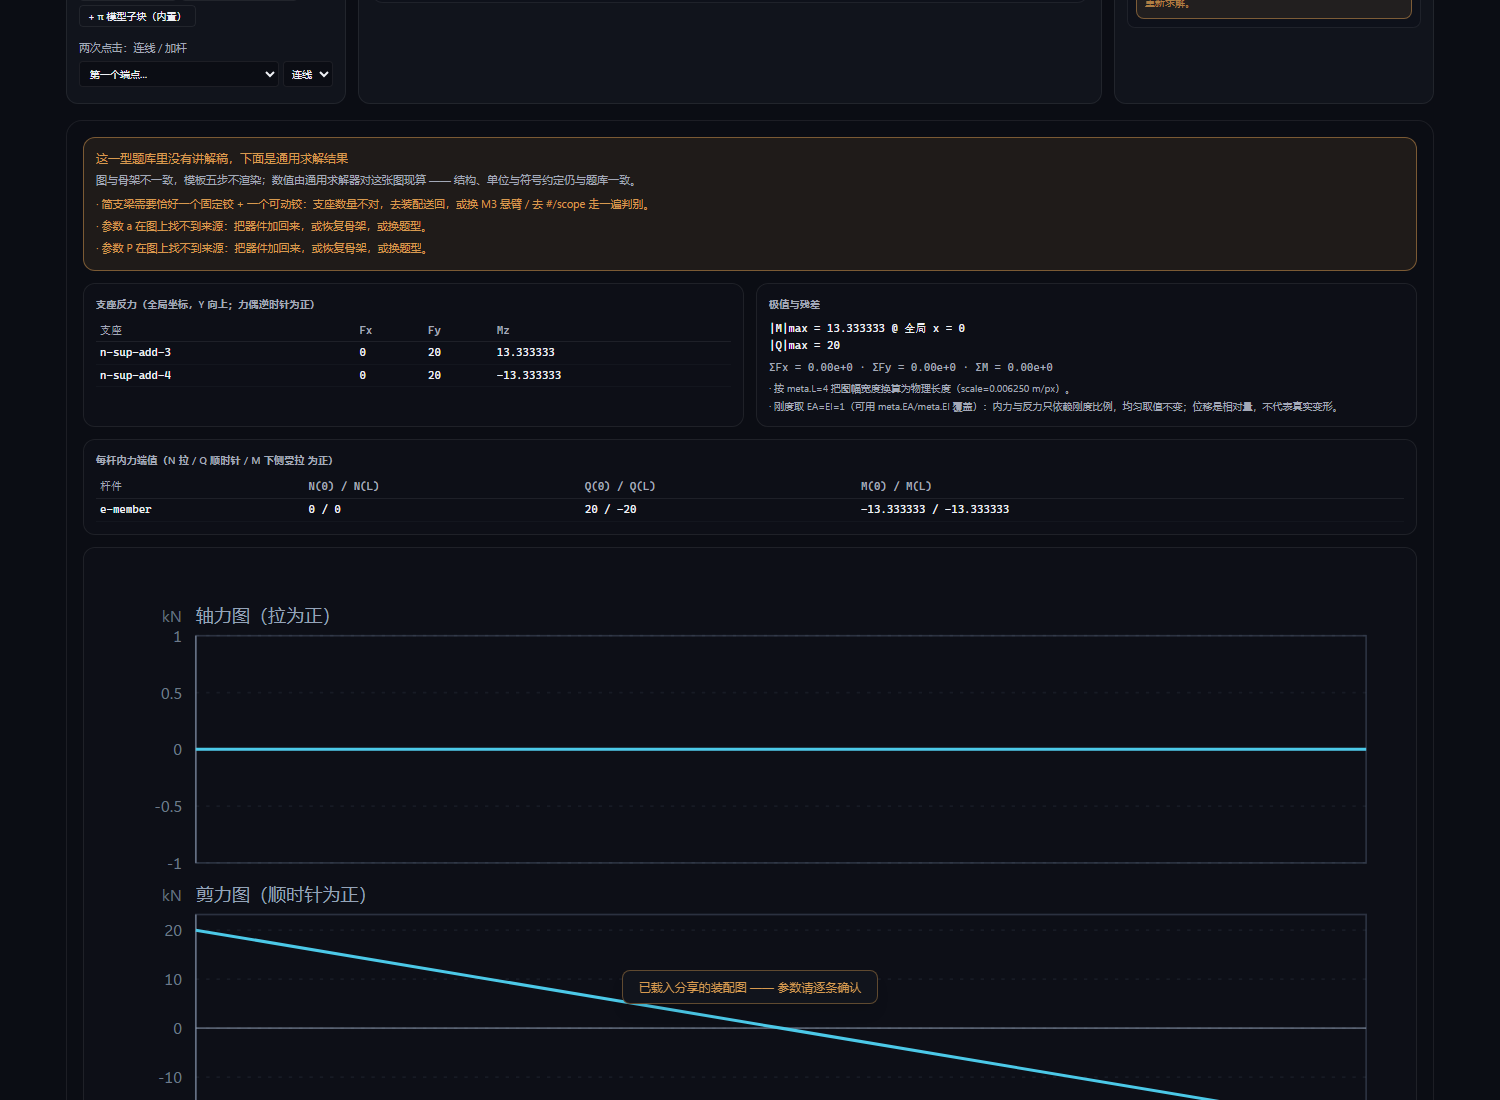 + π 模型子块（内置）
两次点击：连线 / 加杆
第一个端点...
连线
重新求解。
这一型题库里没有讲解稿，下面是通用求解结果
图与骨架不一致，模板五步不渲染；数值由通用求解器对这张图现算 —— 结构、单位与符号约定仍与题库一致。
· 简支梁需要恰好一个固定铰 + 一个可动铰：支座数量不对，去装配送回，或换 M3 悬臂 / 去 #/scope 走一遍判别。
· 参数 a 在图上找不到来源：把器件加回来，或恢复骨架，或换题型。
· 参数 P 在图上找不到来源：把器件加回来，或恢复骨架，或换题型。
支座反力（全局坐标，Y 向上；力偶逆时针为正）
支座 Fx Fy Mz
n-sup-add-3 0 20 13.333333
n-sup-add-4 0 20 −13.333333
极值与残差
|M|max = 13.333333 @ 全局 x = 0
|Q|max = 20
ΣFx = 0.00e+0 · ΣFy = 0.00e+0 · ΣM = 0.00e+0
· 按 meta.L=4 把图幅宽度换算为物理长度（scale=0.006250 m/px）。
· 刚度取 EA=EI=1（可用 meta.EA/meta.EI 覆盖）：内力与反力只依赖刚度比例，均匀取值不变；位移是相对量，不代表真实变形。
每杆内力端值（N 拉 / Q 顺时针 / M 下侧受拉 为正）
杆件 N(0) / N(L) Q(0) / Q(L) M(0) / M(L)
e-member 0 / 0 20 / −20 −13.333333 / −13.333333
kN 轴力图（拉为正）
1
0.5
0
-0.5
-1
kN 剪力图（顺时针为正）
20
10
0
-10
已载入分享的装配图 —— 参数请逐条确认